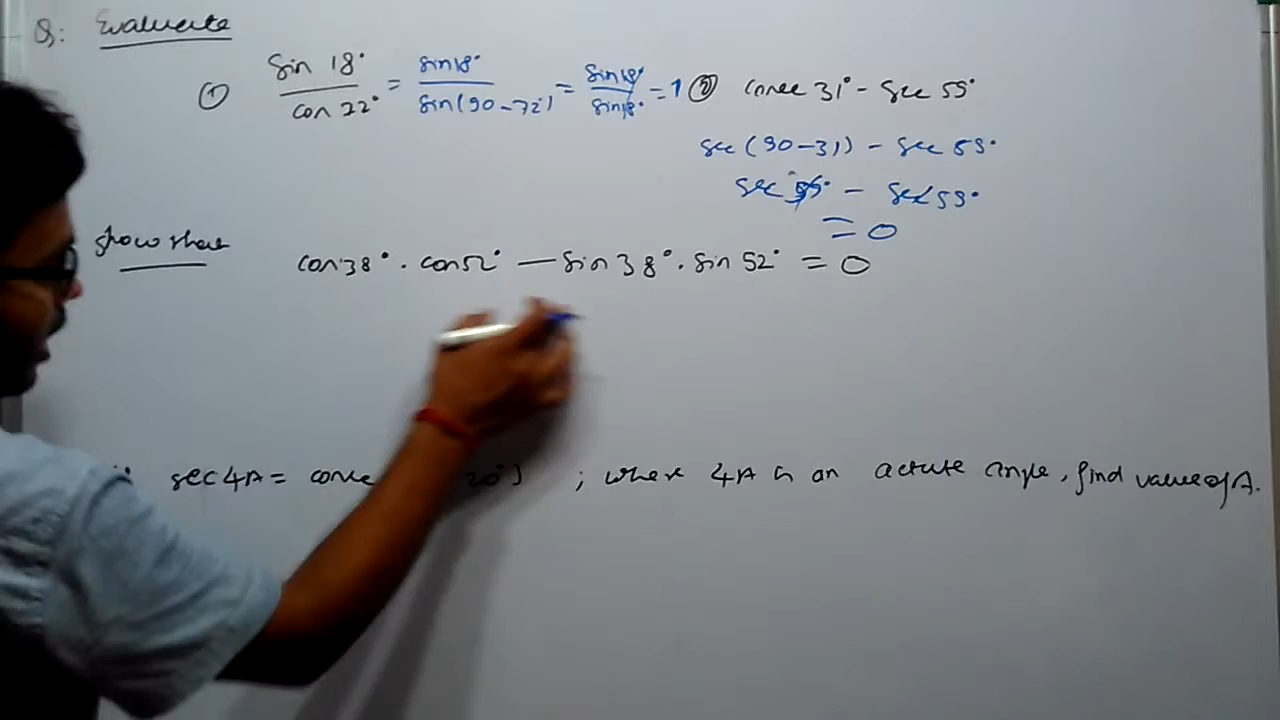 Q: Evaluate
① Sin 18° / cos 72° = sin18° / sin(90-72°) = sin18° / sin18° = 1 ② cosec 31° - Sec 59°
sec (90-31) - sec 59°
sec 59° - sec 59°
= 0
Show that cos 38° . cos 52° — Sin 38° . Sin 52° = 0
sec 4A = 20°) ; where 4A is an actute angle, find value of A.